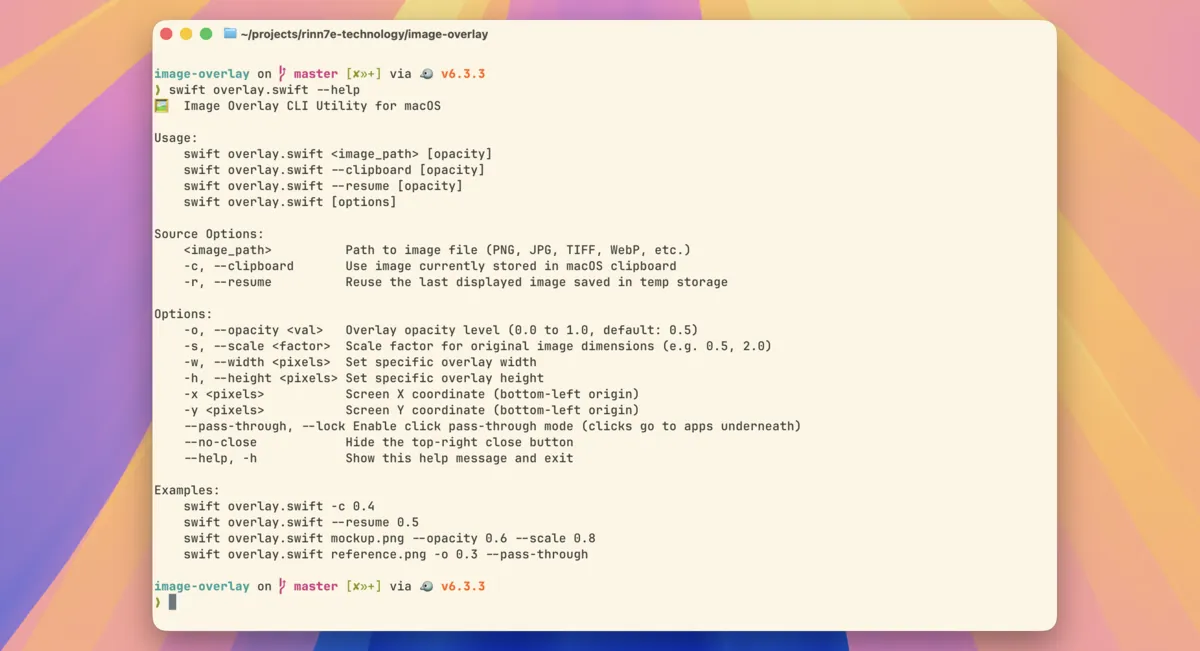 ~/projects/rinn7e-technology/image-overlay
image-overlay on master [✘»+] via v6.3.3
❯ swift overlay.swift --help
Image Overlay CLI Utility for macOS
Usage:
swift overlay.swift <image_path> [opacity]
swift overlay.swift --clipboard [opacity]
swift overlay.swift --resume [opacity]
swift overlay.swift [options]
Source Options:
<image_path> Path to image file (PNG, JPG, TIFF, WebP, etc.)
-c, --clipboard Use image currently stored in macOS clipboard
-r, --resume Reuse the last displayed image saved in temp storage
Options:
-o, --opacity <val> Overlay opacity level (0.0 to 1.0, default: 0.5)
-s, --scale <factor> Scale factor for original image dimensions (e.g. 0.5, 2.0)
-w, --width <pixels> Set specific overlay width
-h, --height <pixels> Set specific overlay height
-x <pixels> Screen X coordinate (bottom-left origin)
-y <pixels> Screen Y coordinate (bottom-left origin)
--pass-through, --lock Enable click pass-through mode (clicks go to apps underneath)
--no-close Hide the top-right close button
--help, -h Show this help message and exit
Examples:
swift overlay.swift -c 0.4
swift overlay.swift --resume 0.5
swift overlay.swift mockup.png --opacity 0.6 --scale 0.8
swift overlay.swift reference.png -o 0.3 --pass-through
image-overlay on master [✘»+] via v6.3.3
❯